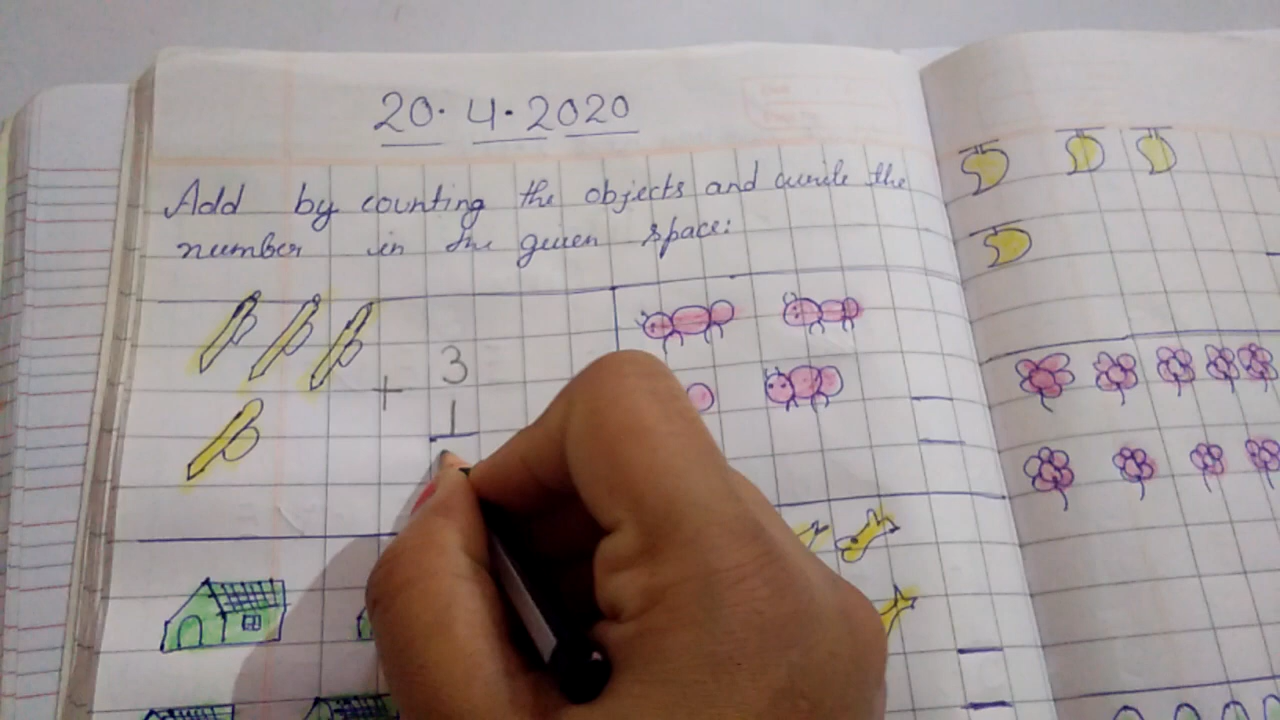 20.4.2020
Add by counting the objects and write the
number in the given space:
3
+ 1